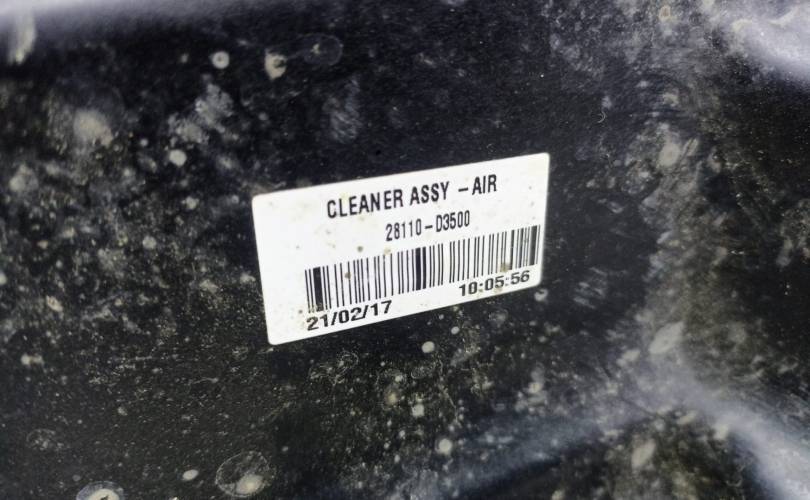 CLEANER ASSY - AIR
28110-D3500
21/02/17 10:05:56